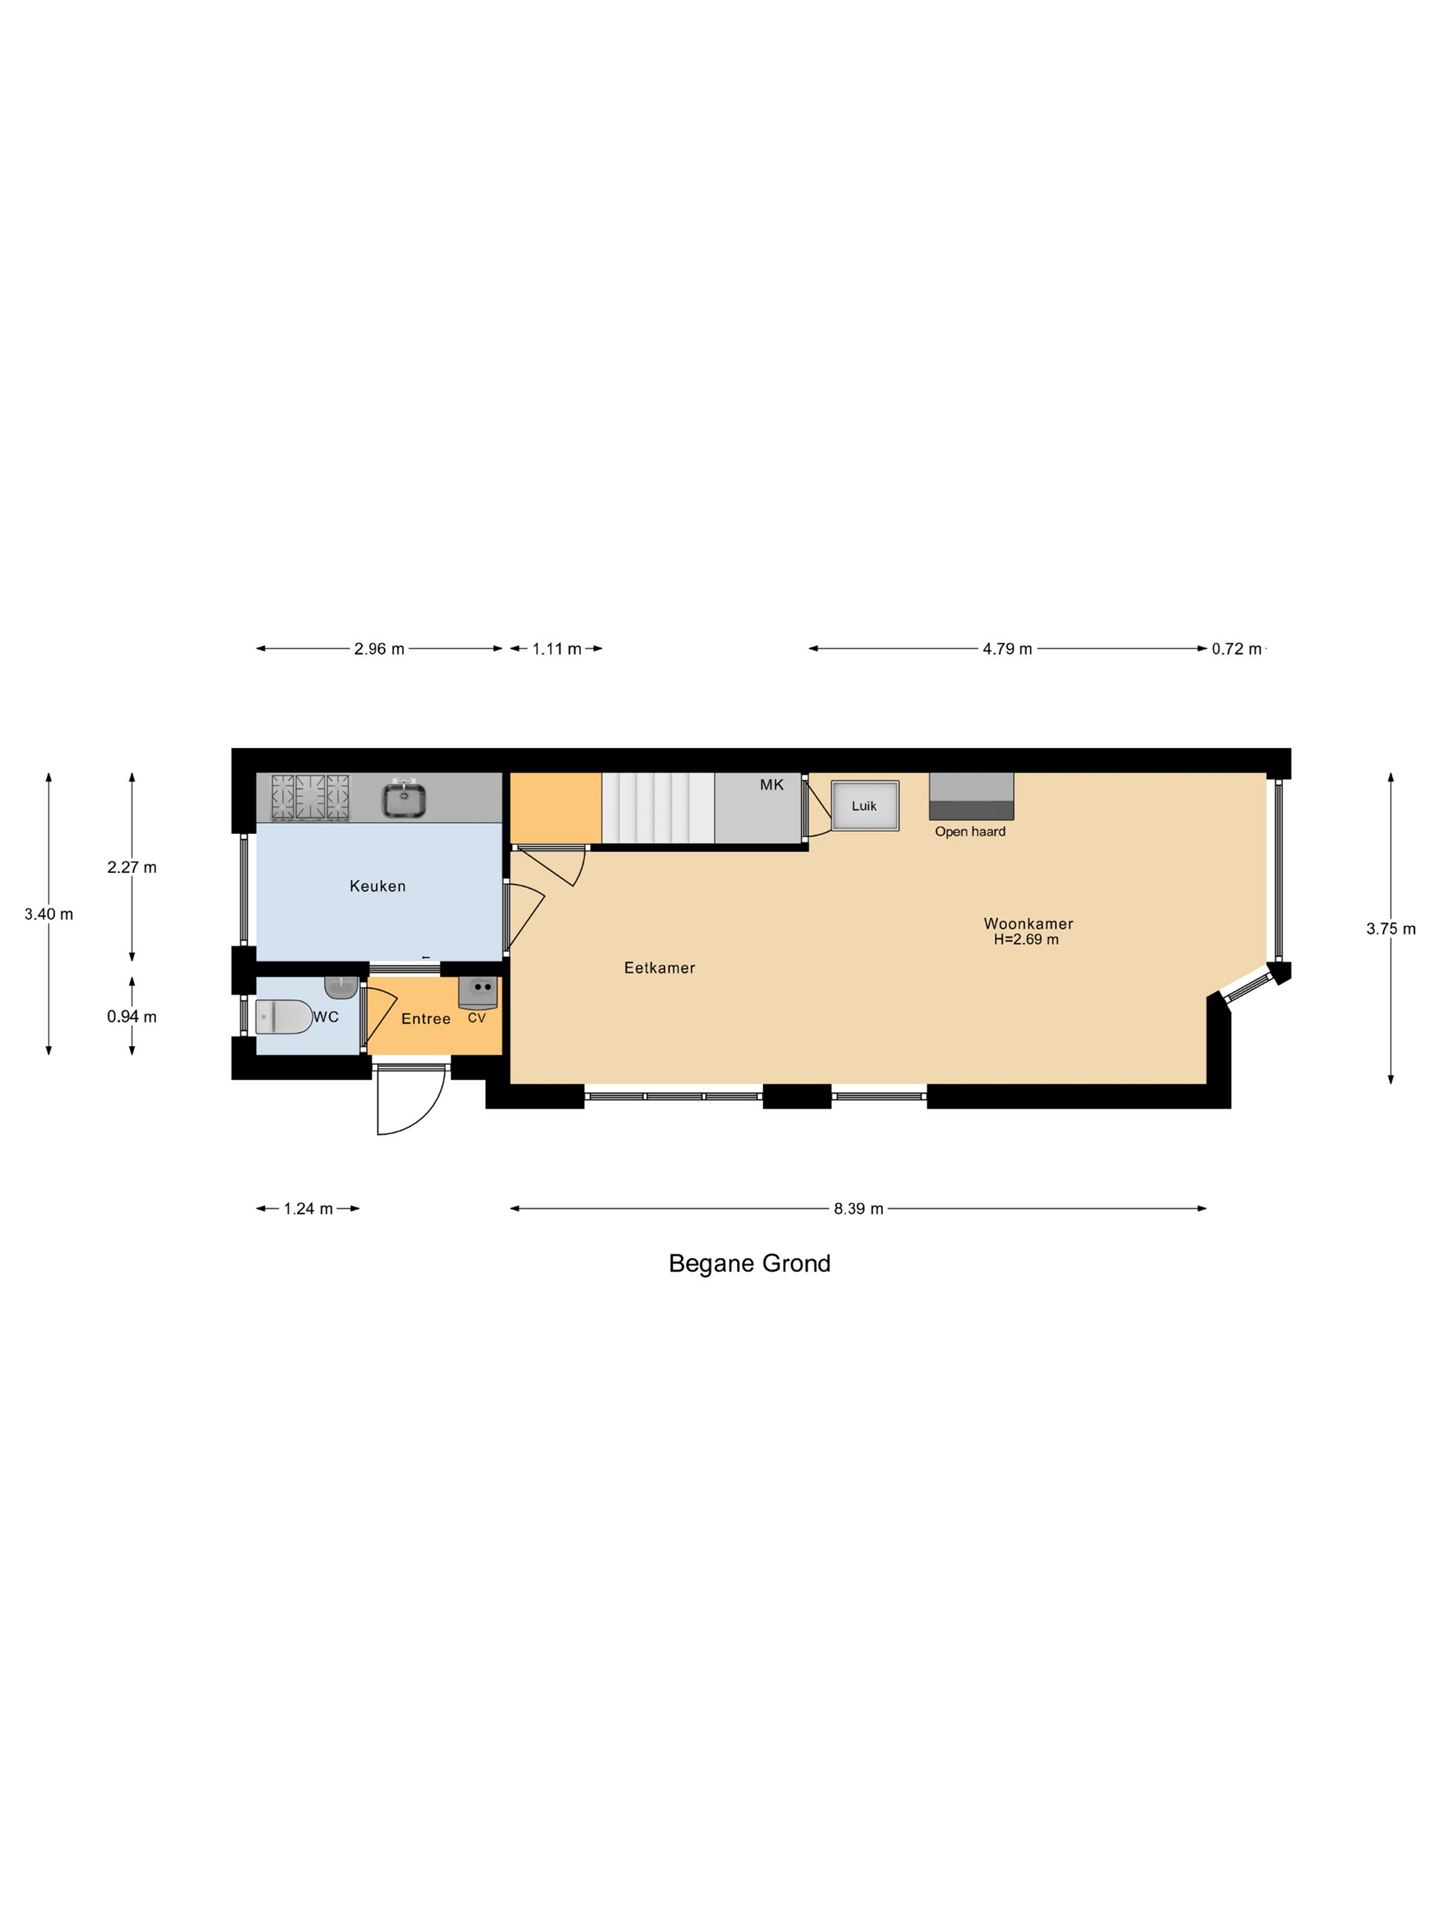 2.96 m
1.11 m
4.79 m
0.72 m
MK
Luik
Open haard
2.27 m
Keuken
3.40 m
Woonkamer
H=2.69 m
3.75 m
Eetkamer
0.94 m
WC
Entree
CV
1.24 m
8.39 m
Begane Grond